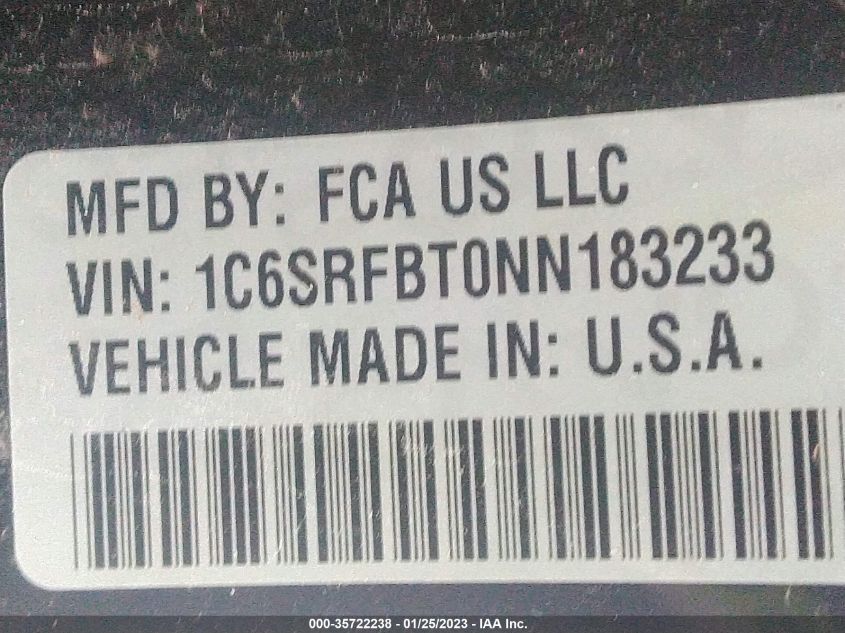 MFD BY: FCA US LLC
VIN: 1C6SRFBT0NN183233
VEHICLE MADE IN: U.S.A.
000-35722238 - 01/25/2023 - IAA Inc.